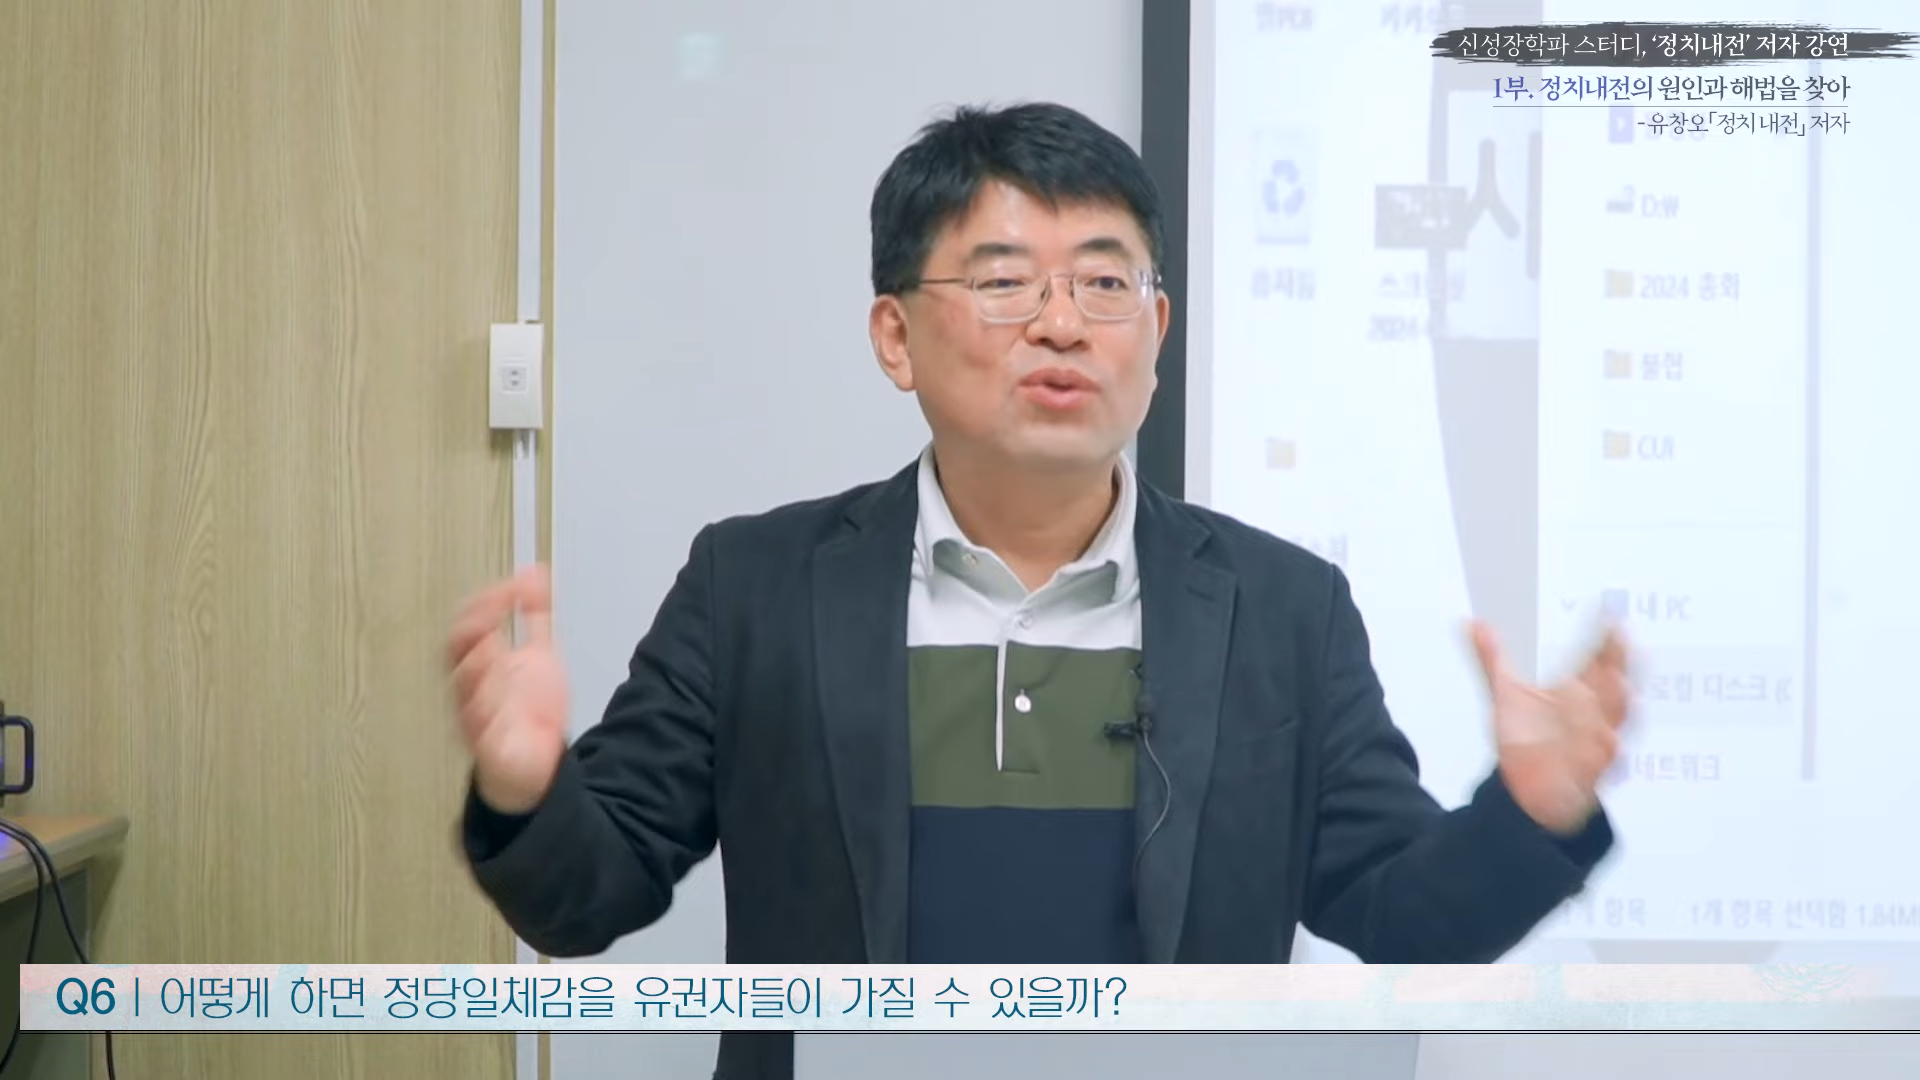 신성장학파 스터디, '정치내전' 저자 강연
1부. 정치내전의 원인과 해법을 찾아
-유창오「정치 내전」저자
D:₩
2024 총회
내 PC
로컬 디스크 (C
네트워크
1개 항목 선택함 1.84M
Q6 | 어떻게 하면 정당일체감을 유권자들이 가질 수 있을까?